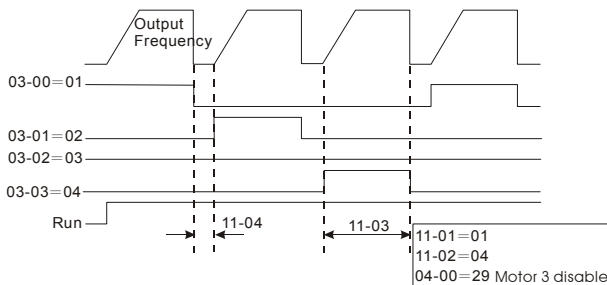 Output
Frequency
03-00=01
03-01=02
03-02=03
03-03=04
Run
11-04
11-03
11-01=01
11-02=04
04-00=29 Motor 3 disable